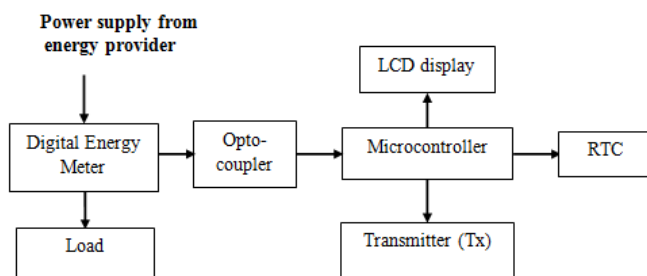 Power supply from
energy provider
LCD display
Digital Energy
Meter
Opto-
coupler
Microcontroller
RTC
Load
Transmitter (Tx)